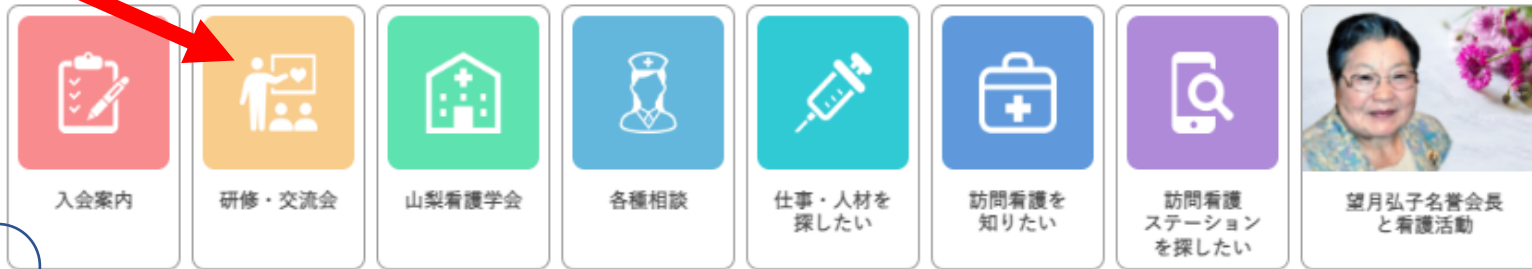 入会案内
研修・交流会
山梨看護学会
各種相談
仕事・人材を
探したい
訪問看護を
知りたい
訪問看護
ステーション
を探したい
望月弘子名誉会長
と看護活動